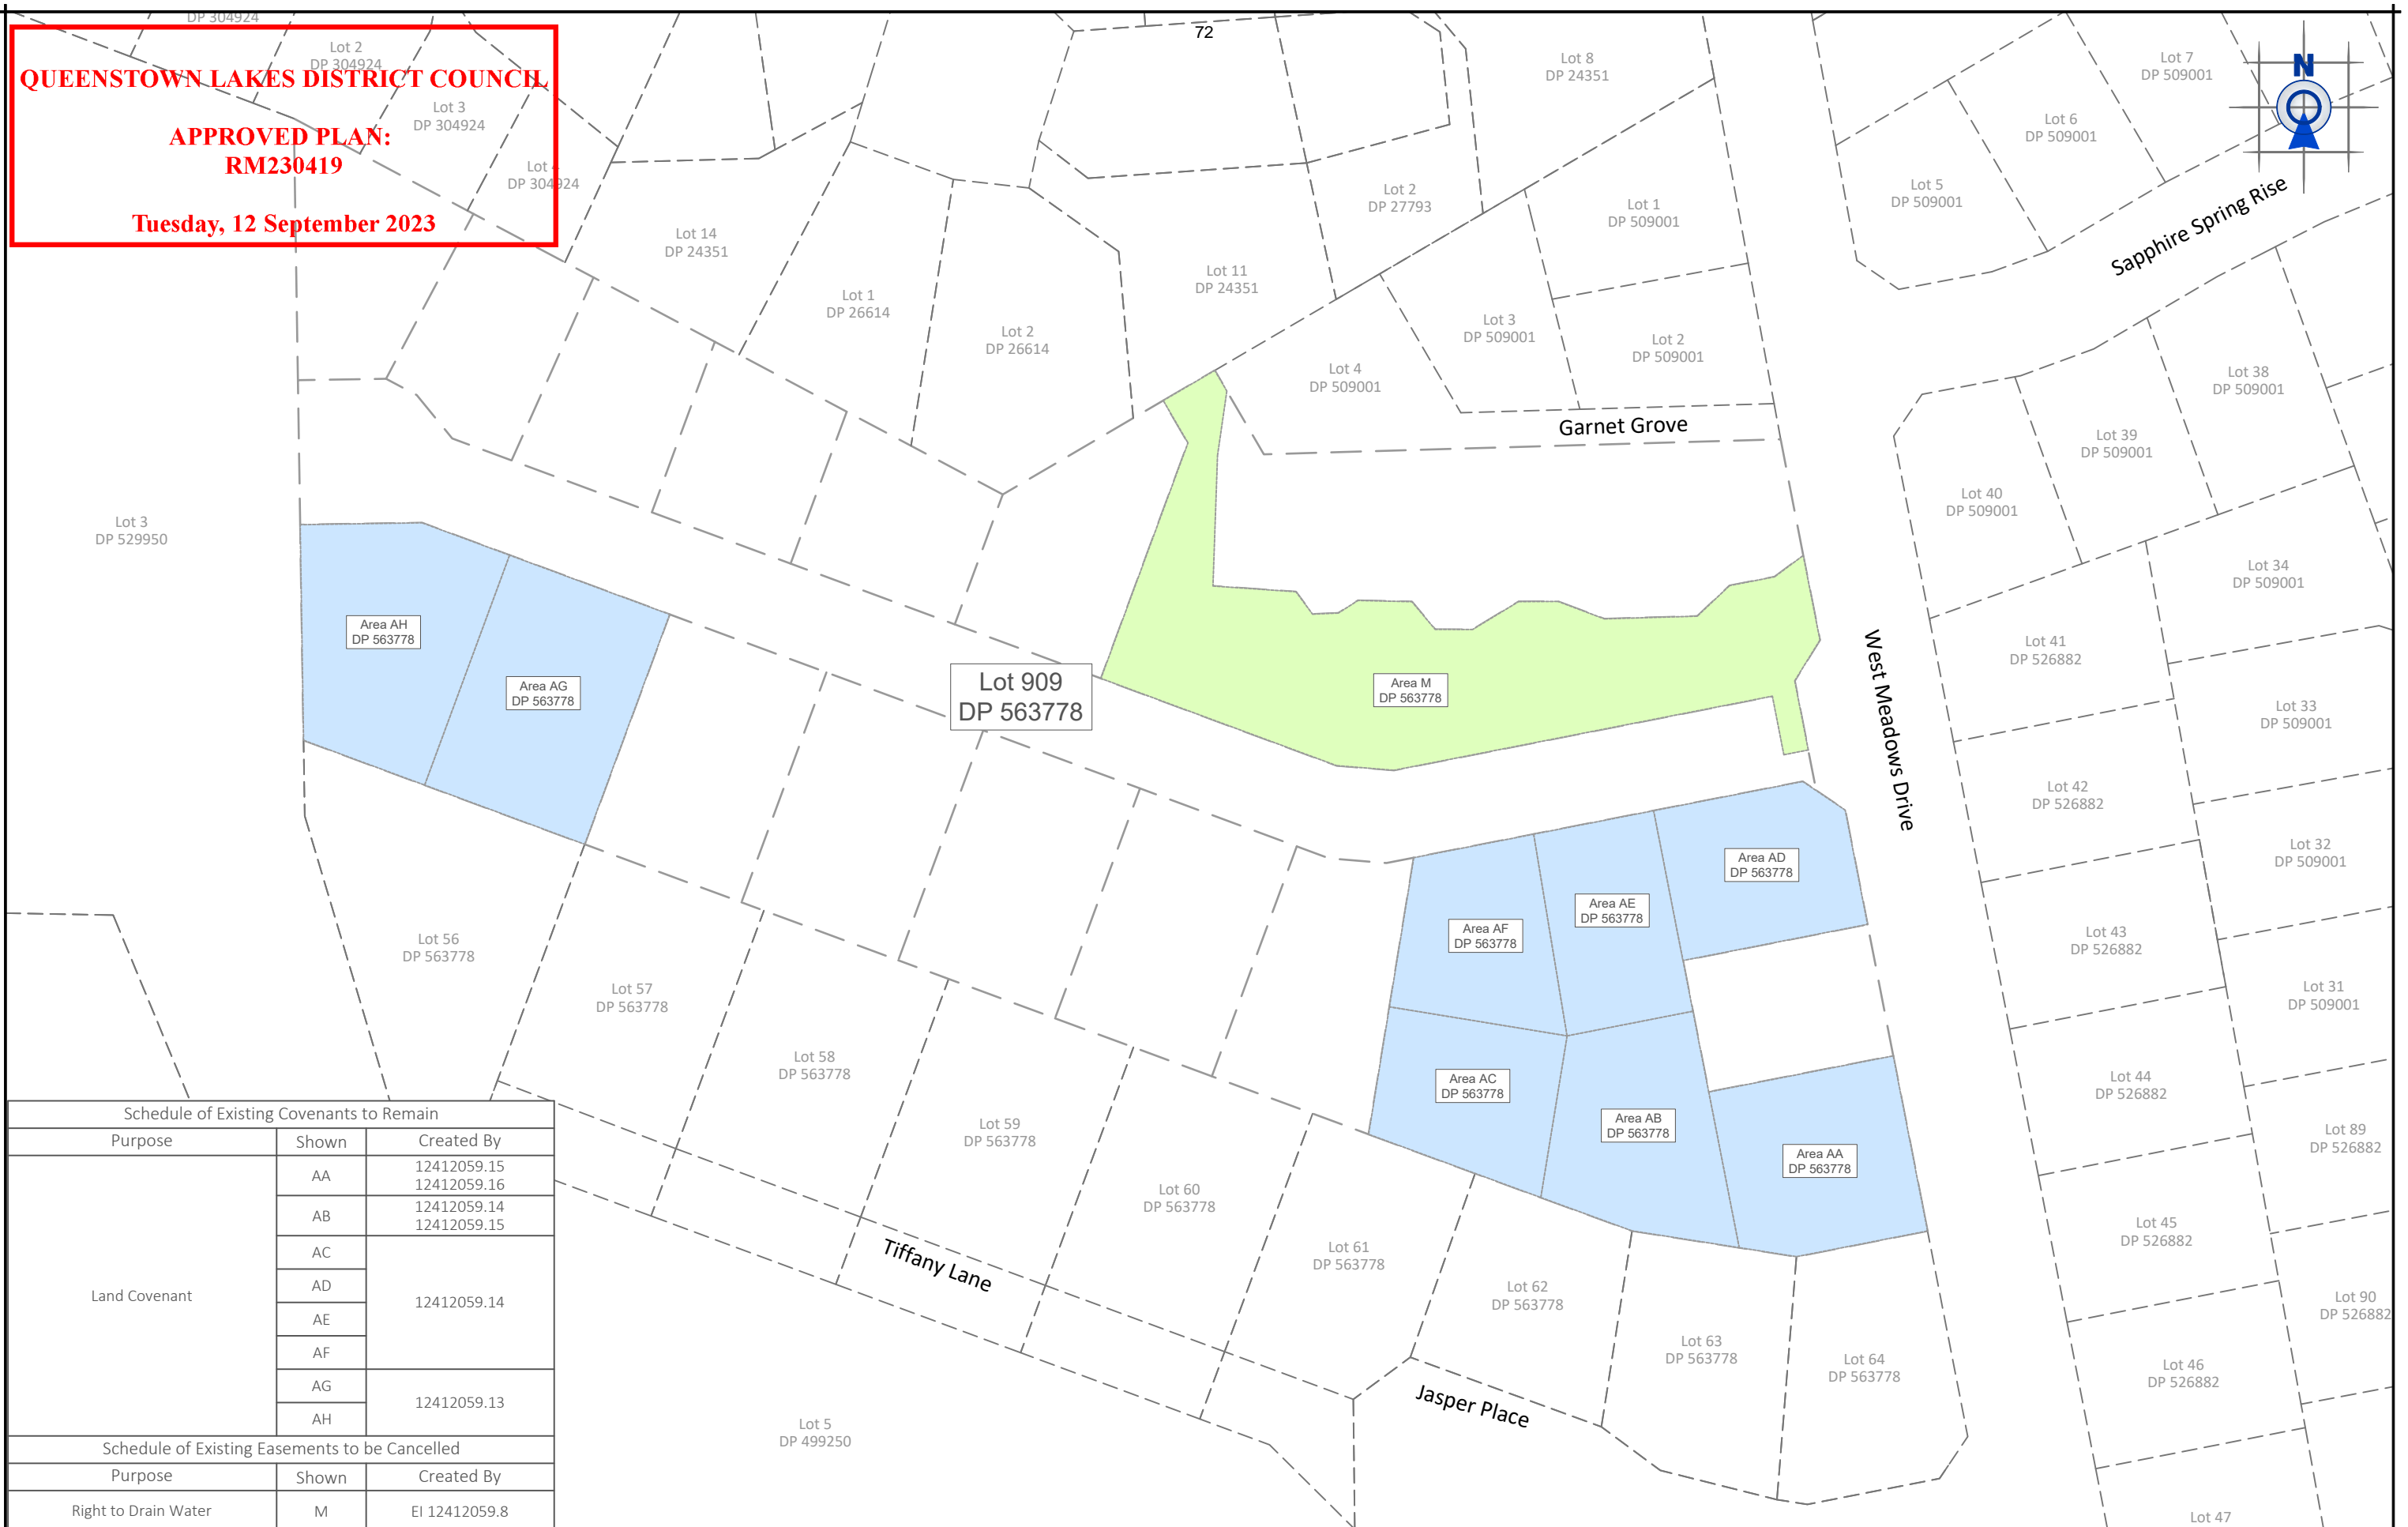 DP 304924
72
Lot 2
DP 304924
QUEENSTOWN LAKES DISTRICT COUNCIL
Lot 3
DP 304924
APPROVED PLAN:
RM230419
Lot 4
DP 304924
Tuesday, 12 September 2023
Lot 8
DP 24351
Lot 7
DP 509001
N
Lot 6
DP 509001
Lot 5
DP 509001
Sapphire Spring Rise
Lot 2
DP 27793
Lot 1
DP 509001
Lot 14
DP 24351
Lot 11
DP 24351
Lot 1
DP 26614
Lot 2
DP 26614
Lot 3
DP 509001
Lot 2
DP 509001
Lot 4
DP 509001
Garnet Grove
Lot 38
DP 509001
Lot 39
DP 509001
Lot 40
DP 509001
Lot 3
DP 529950
Lot 34
DP 509001
Area AH
DP 563778
Area AG
DP 563778
Lot 909
DP 563778
Area M
DP 563778
West Meadows Drive
Lot 41
DP 526882
Lot 33
DP 509001
Lot 42
DP 526882
Lot 32
DP 509001
Area AD
DP 563778
Area AE
DP 563778
Area AF
DP 563778
Lot 43
DP 526882
Lot 31
DP 509001
Lot 56
DP 563778
Lot 57
DP 563778
Lot 58
DP 563778
Lot 59
DP 563778
Area AC
DP 563778
Area AB
DP 563778
Area AA
DP 563778
Lot 44
DP 526882
Lot 89
DP 526882
Lot 60
DP 563778
Lot 61
DP 563778
Lot 45
DP 526882
Tiffany Lane
Lot 62
DP 563778
Lot 90
DP 526882
Lot 63
DP 563778
Lot 64
DP 563778
Lot 46
DP 526882
Jasper Place
Lot 5
DP 499250
Lot 47
Schedule of Existing Covenants to Remain
Purpose Shown Created By
Land Covenant
AA 12412059.15
12412059.16
AB 12412059.14
12412059.15
AC
AD
12412059.14
AE
AF
AG
12412059.13
AH
Schedule of Existing Easements to be Cancelled
Purpose Shown Created By
Right to Drain Water M EI 12412059.8